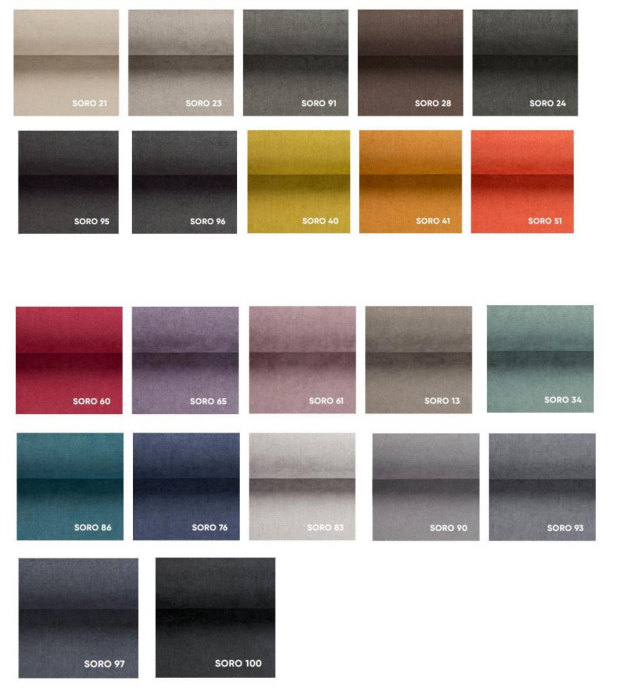 SORO 21
SORO 23
SORO 91
SORO 28
SORO 24
SORO 95
SORO 96
SORO 40
SORO 41
SORO 51
SORO 60
SORO 65
SORO 61
SORO 13
SORO 34
SORO 86
SORO 76
SORO 83
SORO 90
SORO 93
SORO 97
SORO 100